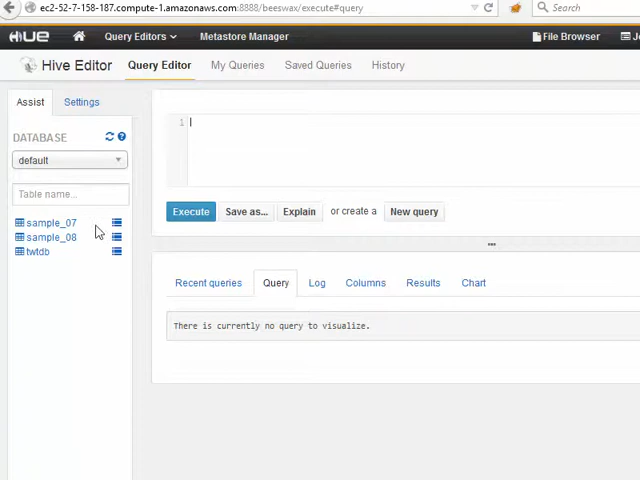 ec2-52-7-158-187.compute-1.amazonaws.com:8888/beeswax/execute#query
Search
HUE Query Editors Metastore Manager File Browser
Hive Editor Query Editor My Queries Saved Queries History
Assist Settings
DATABASE
default
Table name...
sample_07
sample_08
twtdb
1
Execute Save as... Explain or create a New query
Recent queries Query Log Columns Results Chart
There is currently no query to visualize.